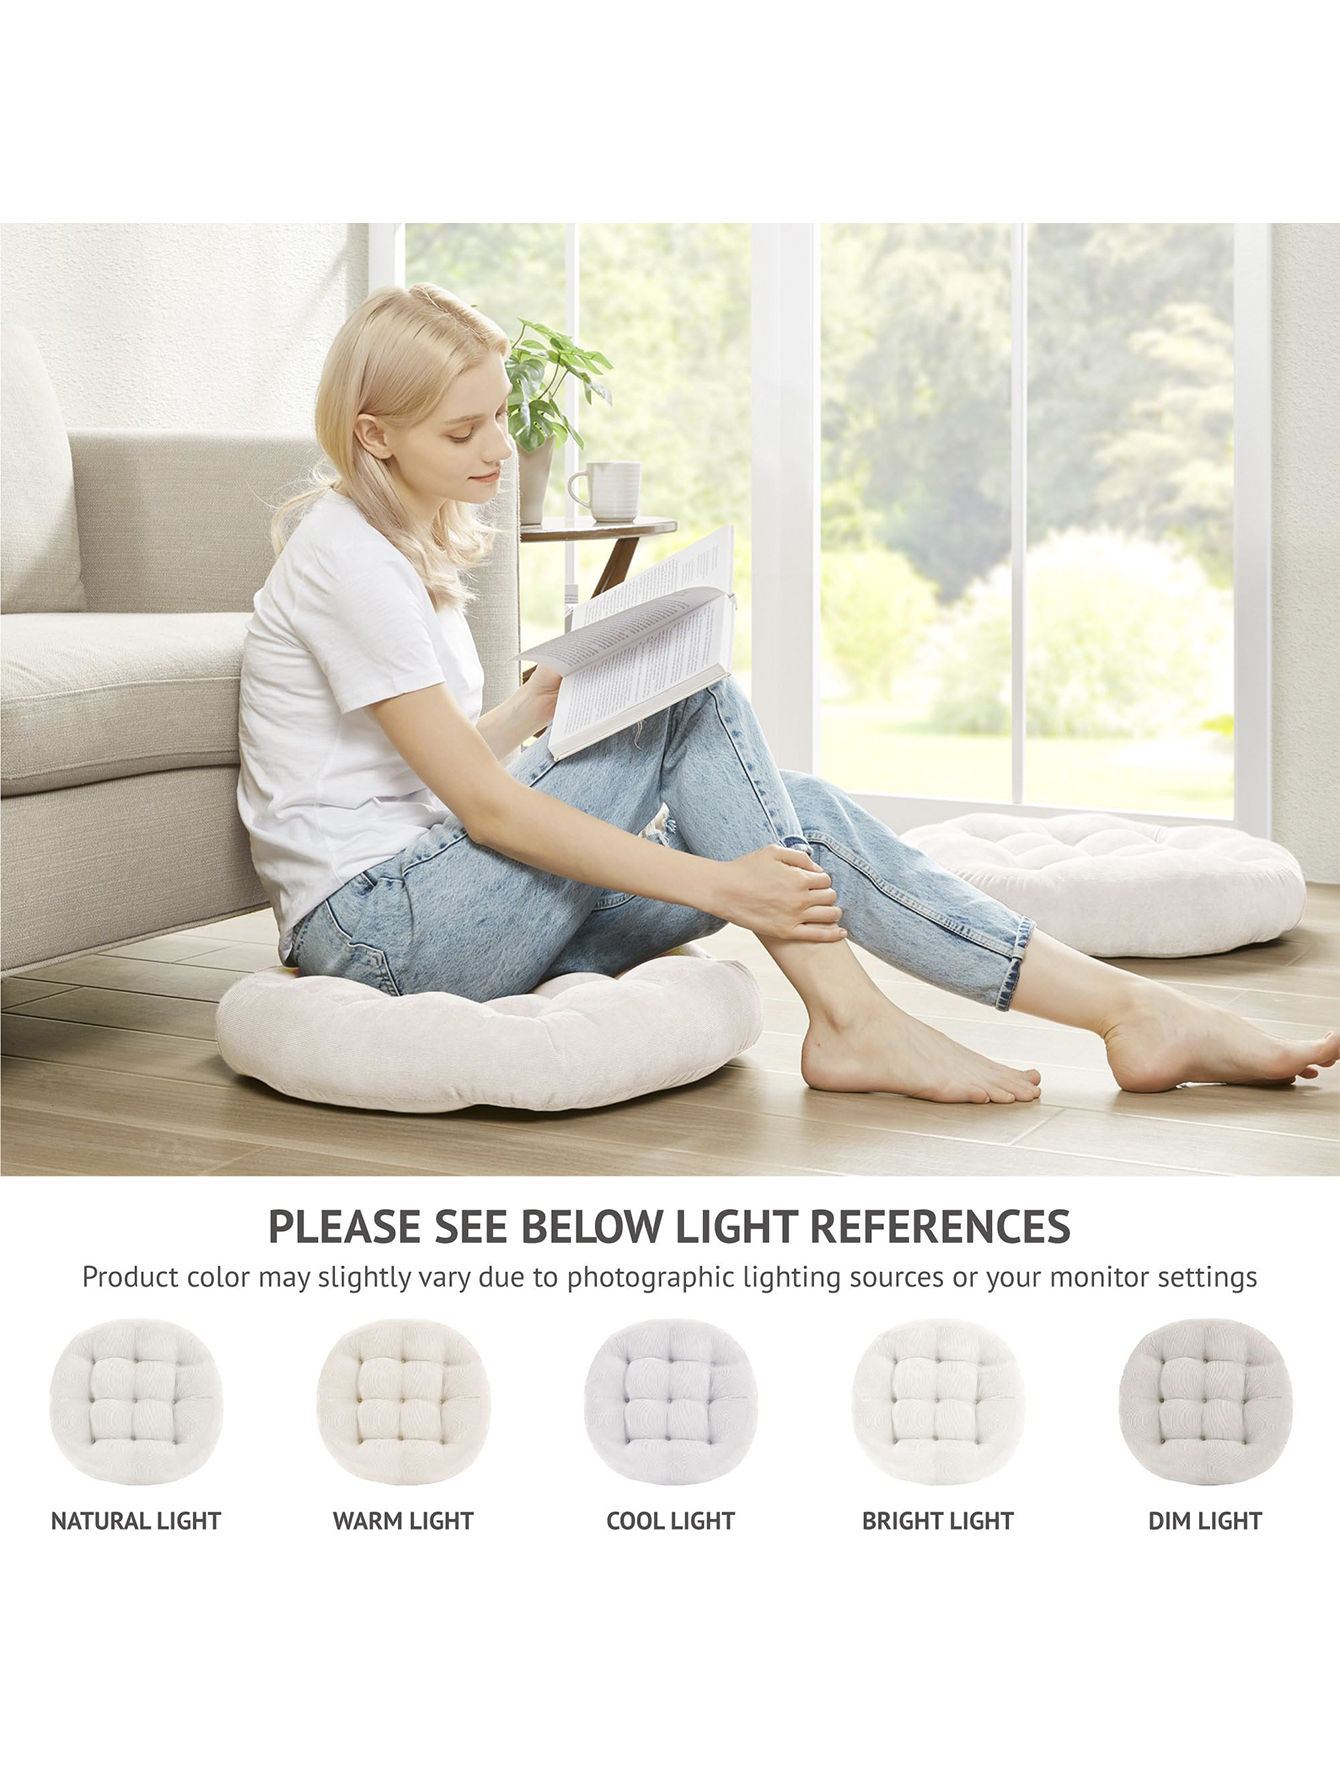 PLEASE SEE BELOW LIGHT REFERENCES
Product color may slightly vary due to photographic lighting sources or your monitor settings
NATURAL LIGHT
WARM LIGHT
COOL LIGHT
BRIGHT LIGHT
DIM LIGHT